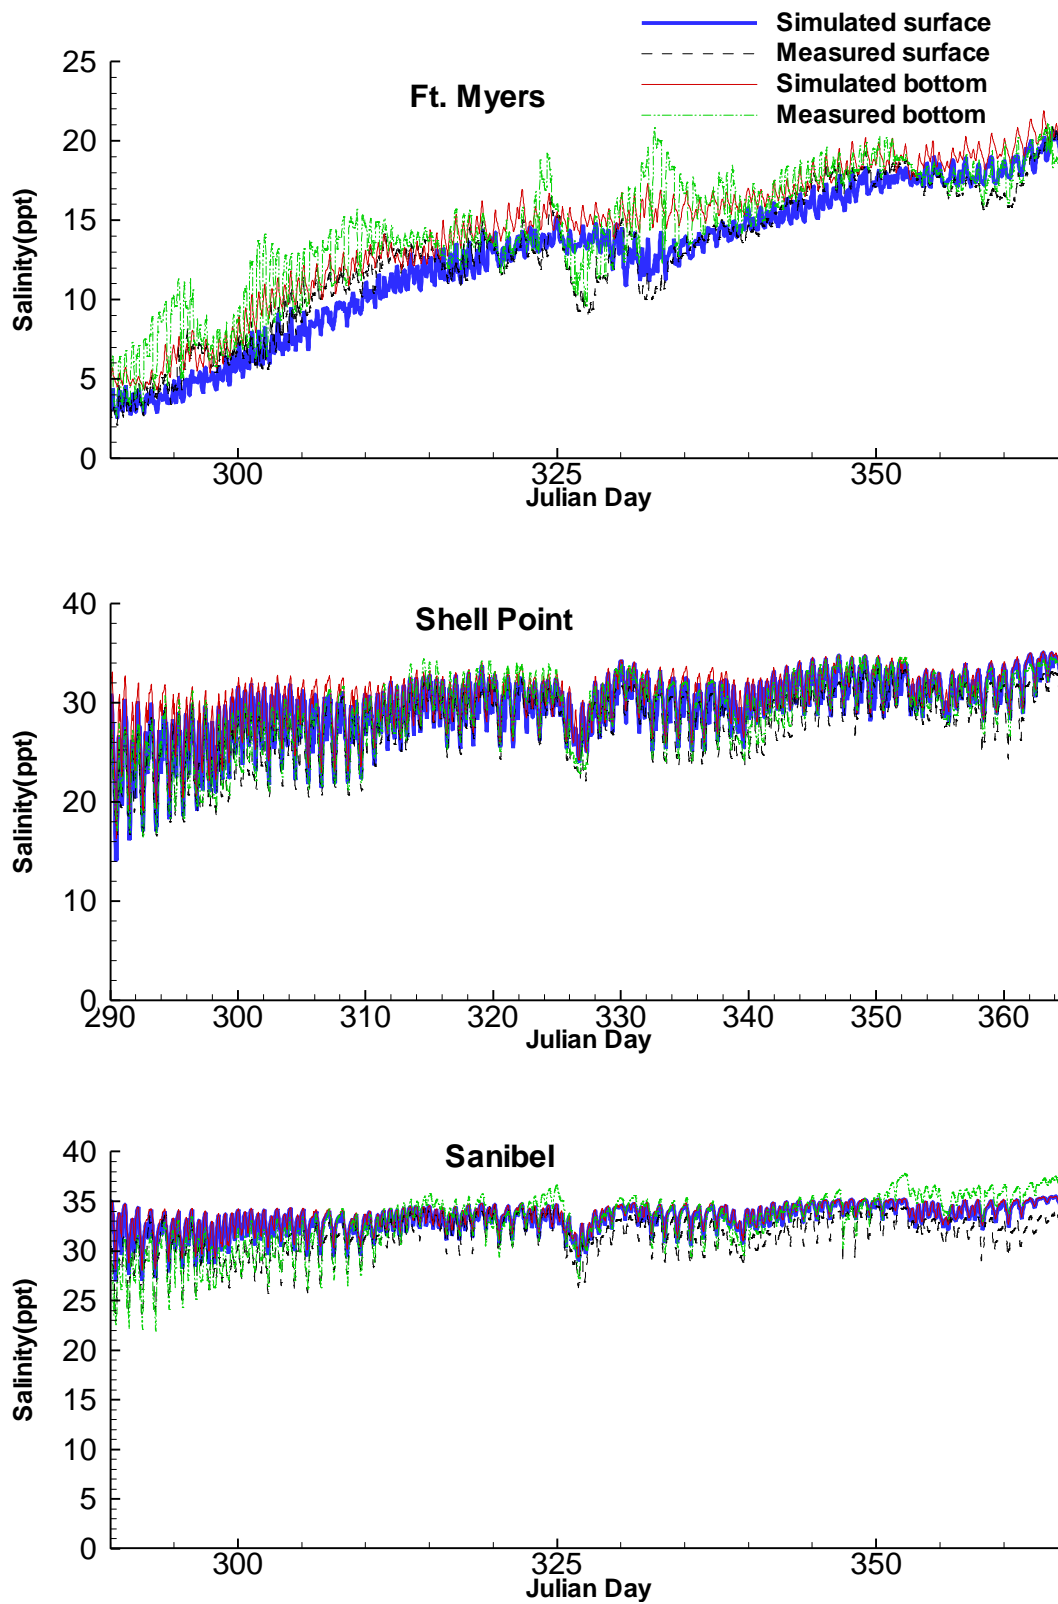 Simulated surface
Measured surface
Simulated bottom
Measured bottom
Ft. Myers
25
20
15
10
5
0
Salinity(ppt)
300 325 350
Julian Day
Shell Point
40
30
20
10
0
Salinity(ppt)
290 300 310 320 330 340 350 360
Julian Day
Sanibel
40
35
30
25
20
15
10
5
0
Salinity(ppt)
300 325 350
Julian Day